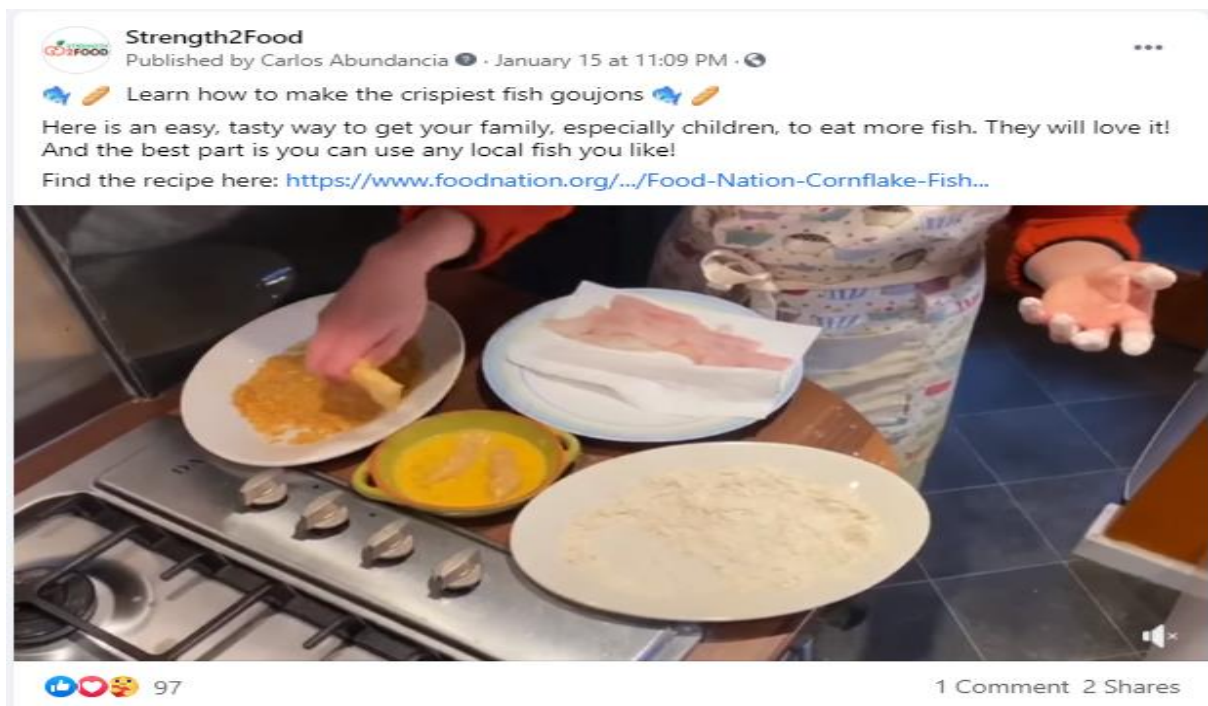 Strength2Food
Published by Carlos Abundancia · January 15 at 11:09 PM ·
🐟 🥖 Learn how to make the crispiest fish goujons 🐟 🥖
Here is an easy, tasty way to get your family, especially children, to eat more fish. They will love it!
And the best part is you can use any local fish you like!
Find the recipe here: https://www.foodnation.org/.../Food-Nation-Cornflake-Fish...
97
1 Comment 2 Shares